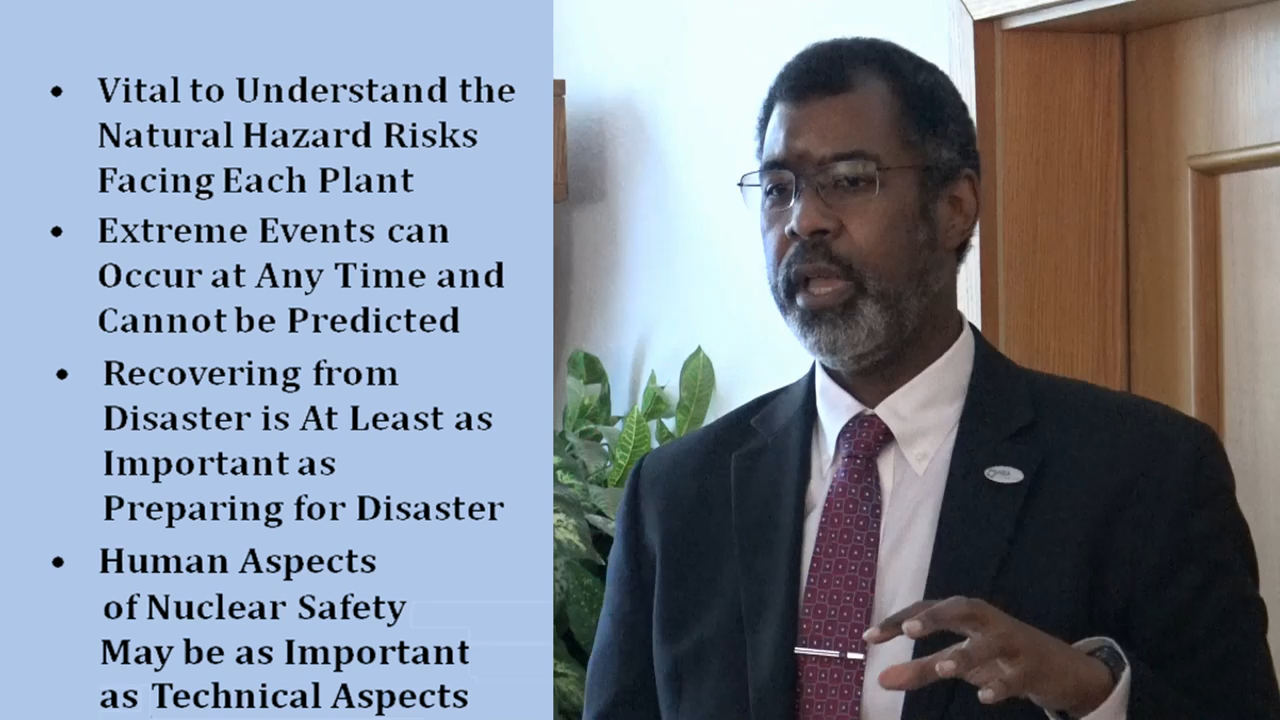 • Vital to Understand the
Natural Hazard Risks
Facing Each Plant
• Extreme Events can
Occur at Any Time and
Cannot be Predicted
• Recovering from
Disaster is At Least as
Important as
Preparing for Disaster
• Human Aspects
of Nuclear Safety
May be as Important
as Technical Aspects